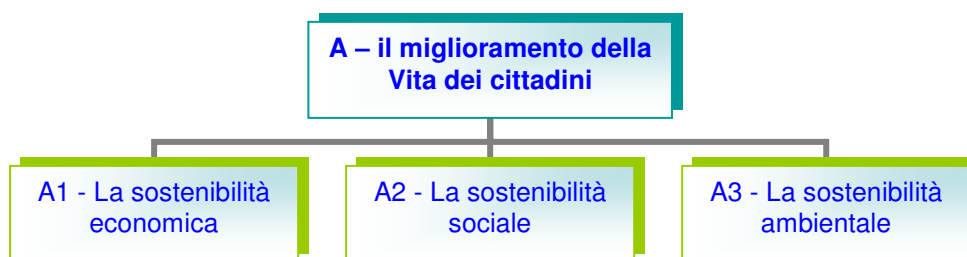 A – il miglioramento della
Vita dei cittadini
A1 - La sostenibilità
economica
A2 - La sostenibilità
sociale
A3 - La sostenibilità
ambientale